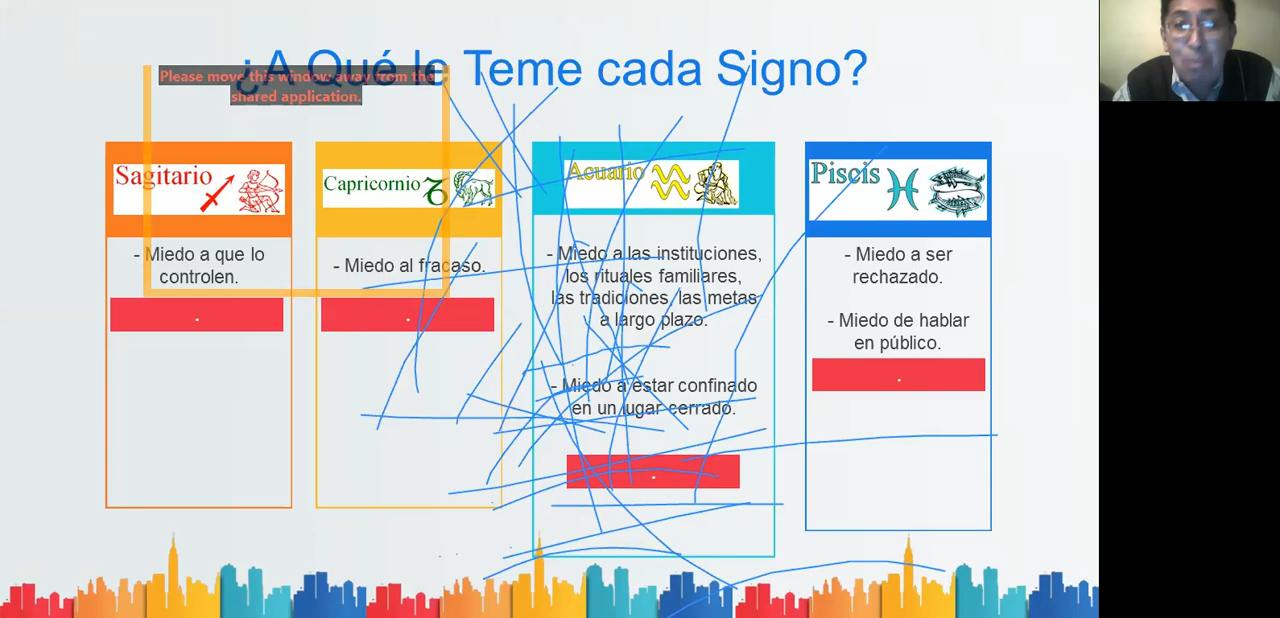 ¿A Qué le Teme cada Signo?
Please move this window away from the
shared application.
Sagitario
- Miedo a que lo
controlen.
.
Capricornio
- Miedo al fracaso.
.
Acuario
- Miedo a las instituciones,
los rituales familiares,
las tradiciones, las metas
a largo plazo.
- Miedo a estar confinado
en un lugar cerrado.
.
Piscis
- Miedo a ser
rechazado.
- Miedo de hablar
en público.
.